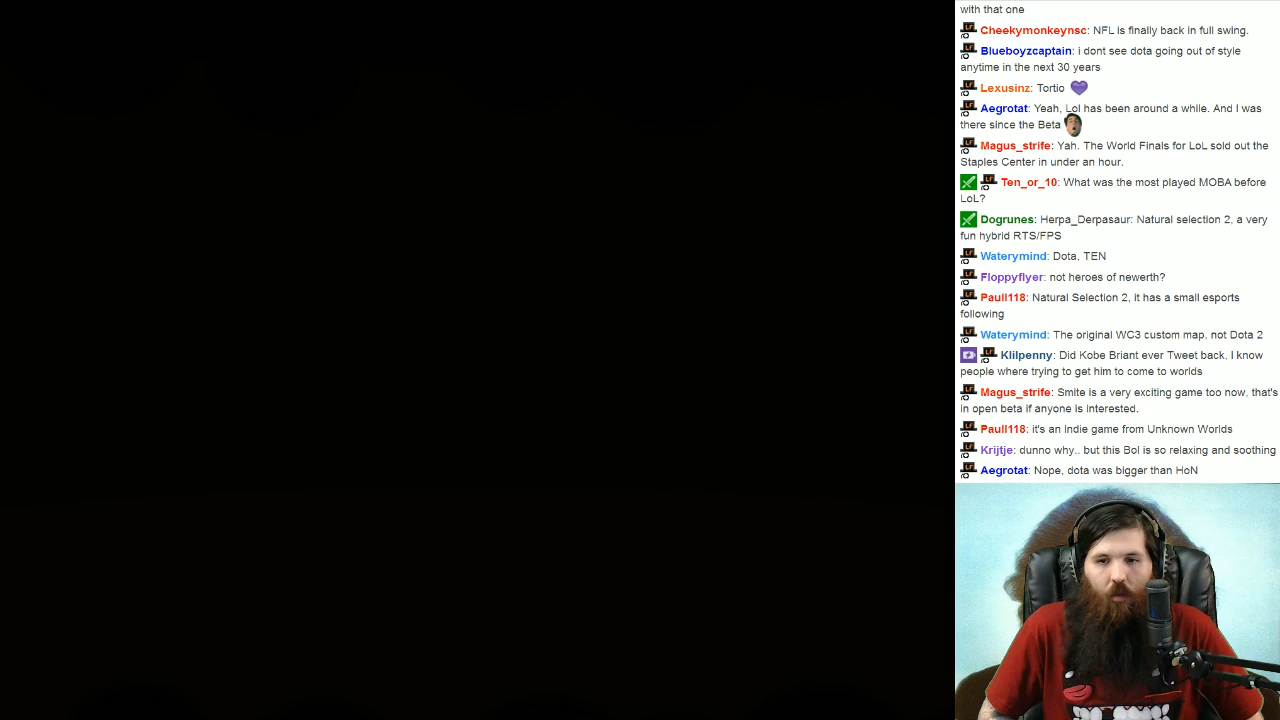 with that one
Cheekymonkeynsc: NFL is finally back in full swing.
Blueboyzcaptain: i dont see dota going out of style
anytime in the next 30 years
Lexusinz: Tortio
Aegrotat: Yeah, Lol has been around a while. And I was
there since the Beta
Magus_strife: Yah. The World Finals for LoL sold out the
Staples Center in under an hour.
Ten_or_10: What was the most played MOBA before
LoL?
Dogrunes: Herpa_Derpasaur: Natural selection 2, a very
fun hybrid RTS/FPS
Waterymind: Dota, TEN
Floppyflyer: not heroes of newerth?
Paull118: Natural Selection 2, it has a small esports
following
Waterymind: The original WC3 custom map, not Dota 2
Klilpenny: Did Kobe Briant ever Tweet back, I know
people where trying to get him to come to worlds
Magus_strife: Smite is a very exciting game too now, that's
in open beta if anyone is interested.
Paull118: it's an Indie game from Unknown Worlds
Krijtje: dunno why.. but this Bol is so relaxing and soothing
Aegrotat: Nope, dota was bigger than HoN